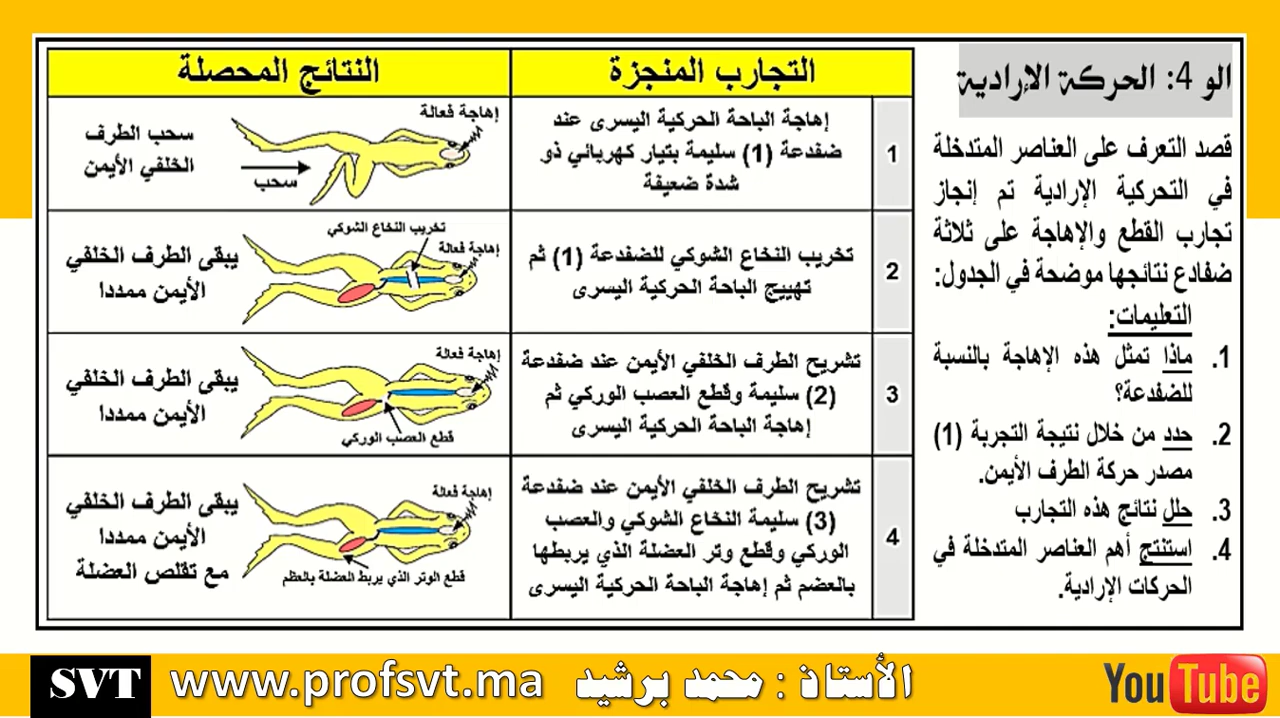 الو 4: الحركة الإرادية
قصد التعرف على العناصر المتدخلة
في التحركية الإرادية تم إنجاز
تجارب القطع والإهاجة على ثلاثة
ضفادع نتائجها موضحة في الجدول:
التعليمات:
1. ماذا تمثل هذه الإهاجة بالنسبة
للضفدعة؟
2. حدد من خلال نتيجة التجربة (1)
مصدر حركة الطرف الأيمن.
3. حلل نتائج هذه التجارب
4. استنتج أهم العناصر المتدخلة في
الحركات الإرادية.
التجارب المنجزة
النتائج المحصلة
1
إهاجة الباحة الحركية اليسرى عند
ضفدعة (1) سليمة بتيار كهربائي ذو
شدة ضعيفة
إهاجة فعالة
سحب
سحب الطرف
الخلفي الأيمن
2
تخريب النخاع الشوكي للضفدعة (1) ثم
تهييج الباحة الحركية اليسرى
تخريب النخاع الشوكي
إهاجة فعالة
يبقى الطرف الخلفي
الأيمن ممددا
3
تشريح الطرف الخلفي الأيمن عند ضفدعة
(2) سليمة وقطع العصب الوركي ثم
إهاجة الباحة الحركية اليسرى
إهاجة فعالة
قطع العصب الوركي
يبقى الطرف الخلفي
الأيمن ممددا
4
تشريح الطرف الخلفي الأيمن عند ضفدعة
(3) سليمة النخاع الشوكي والعصب
الوركي وقطع وتر العضلة الذي يربطها
بالعضم ثم إهاجة الباحة الحركية اليسرى
إهاجة فعالة
قطع الوتر الذي يربط العضلة بالعظم
يبقى الطرف الخلفي
الأيمن ممددا
مع تقلص العضلة
SVT
www.profsvt.ma
الأستاذ : محمد برشيد
YouTube